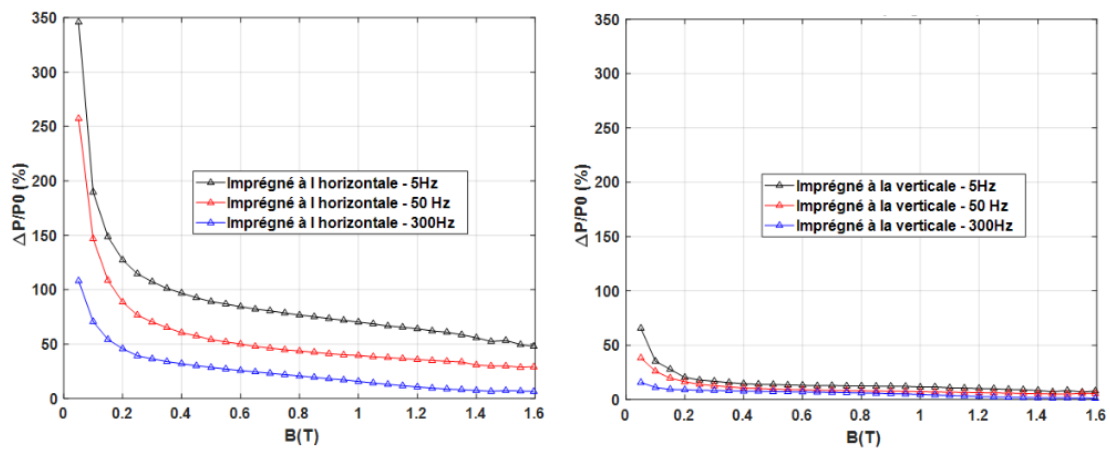 350
300
250
200
150
100
50
0
△P/P0 (%)
Imprégné à l horizontale - 5Hz
Imprégné à l horizontale - 50 Hz
Imprégné à l horizontale - 300Hz
0 0.2 0.4 0.6 0.8 1 1.2 1.4 1.6
B(T)
350
300
250
200
150
100
50
0
△P/P0 (%)
Imprégné à la verticale - 5Hz
Imprégné à la verticale - 50 Hz
Imprégné à la verticale - 300Hz
0 0.2 0.4 0.6 0.8 1 1.2 1.4 1.6
B(T)